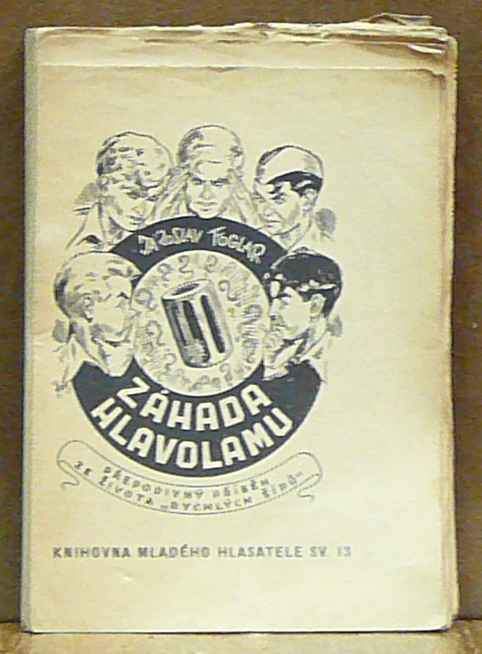 JAROSLAV FOGLAR
ZÁHADA
HLAVOLAMU
PŘEPODIVNÝ PŘÍBĚH
ZE ŽIVOTA „RYCHLÝCH ŠÍPŮ"
KNIHOVNA MLADÉHO HLASATELE SV. 13